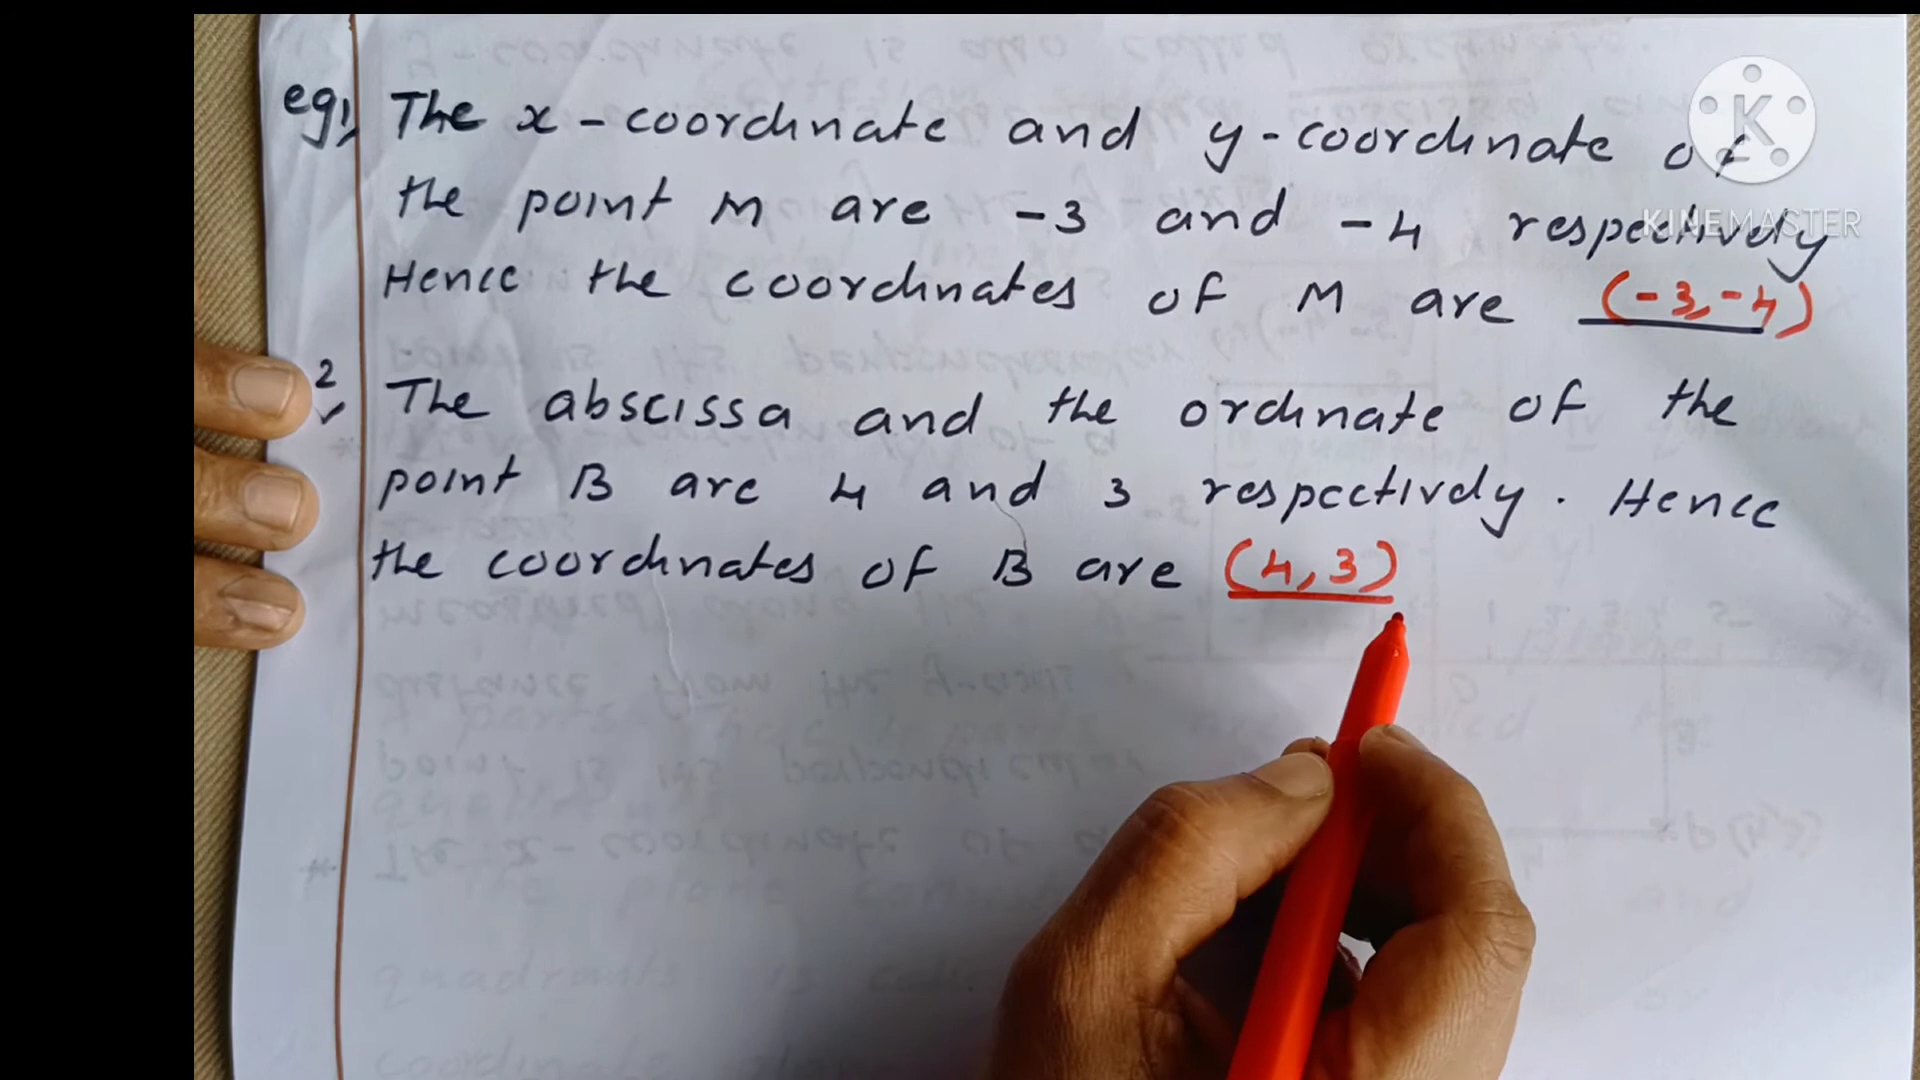 eg1, The x-coordinate and y-coordinate of
the point M are -3 and -4 respectively
Hence the coordinates of M are (-3,-4)
2, The abscissa and the ordinate of the
point B are 4 and 3 respectively. Hence
the coordinates of B are (4,3)
K
KINEMASTER